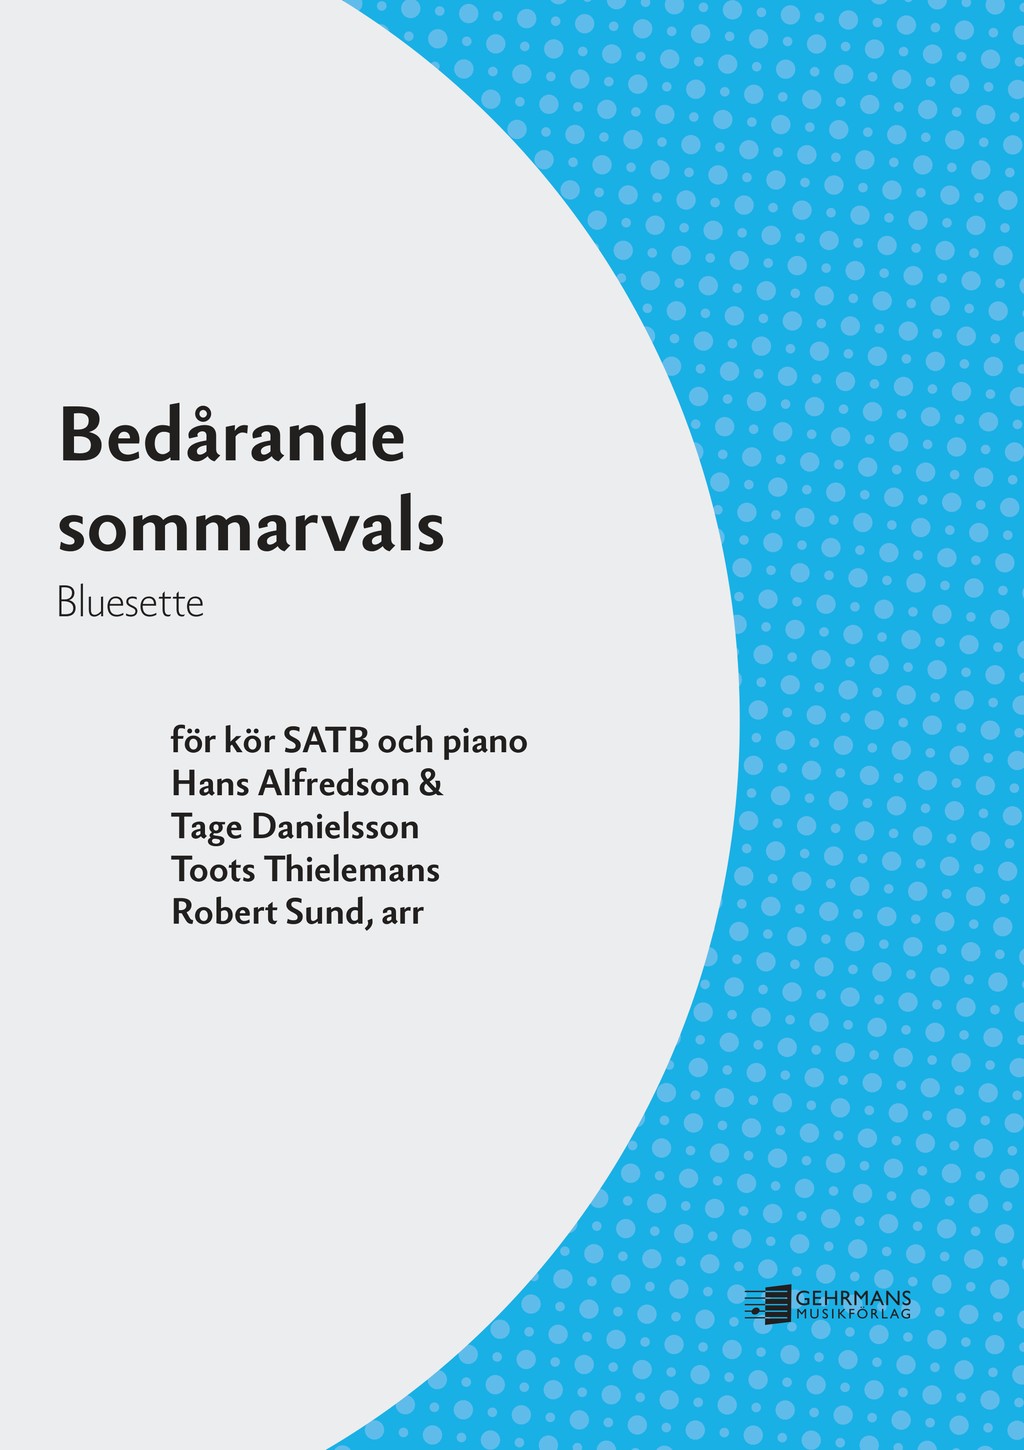 Bedårande
sommarvals
Bluesette
för kör SATB och piano
Hans Alfredson &
Tage Danielsson
Toots Thielemans
Robert Sund, arr
GEHRMANS
MUSIKFÖRLAG